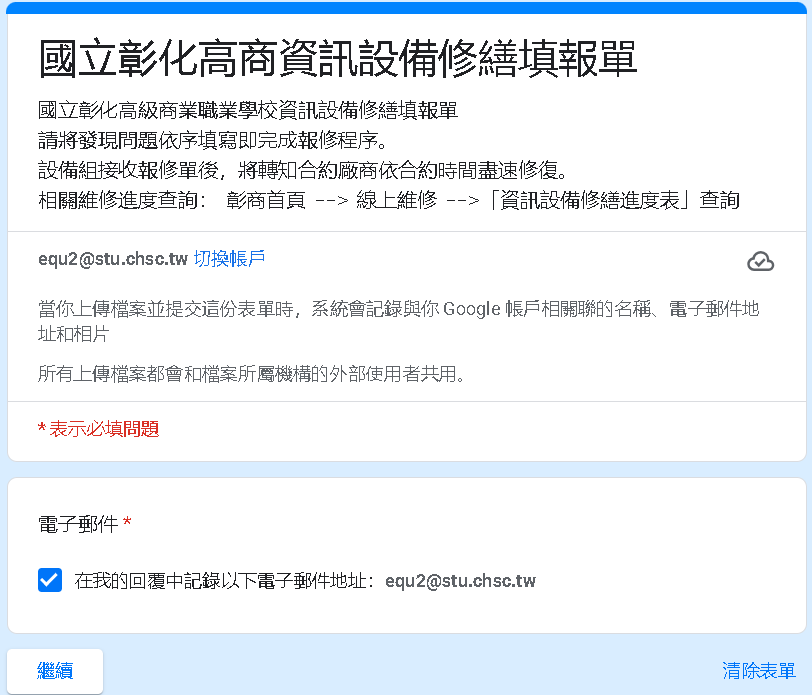 國立彰化高商資訊設備修繕填報單
國立彰化高級商業職業學校資訊設備修繕填報單
請將發現問題依序填寫即完成報修程序。
設備組接收報修單後，將轉知合約廠商依合約時間盡速修復。
相關維修進度查詢： 彰商首頁 --> 線上維修 -->「資訊設備修繕進度表」查詢
equ2@stu.chsc.tw 切換帳戶
當你上傳檔案並提交這份表單時，系統會記錄與你 Google 帳戶相關聯的名稱、電子郵件地
址和相片
所有上傳檔案都會和檔案所屬機構的外部使用者共用。
* 表示必填問題
電子郵件 *
在我的回覆中記錄以下電子郵件地址：equ2@stu.chsc.tw
繼續
清除表單